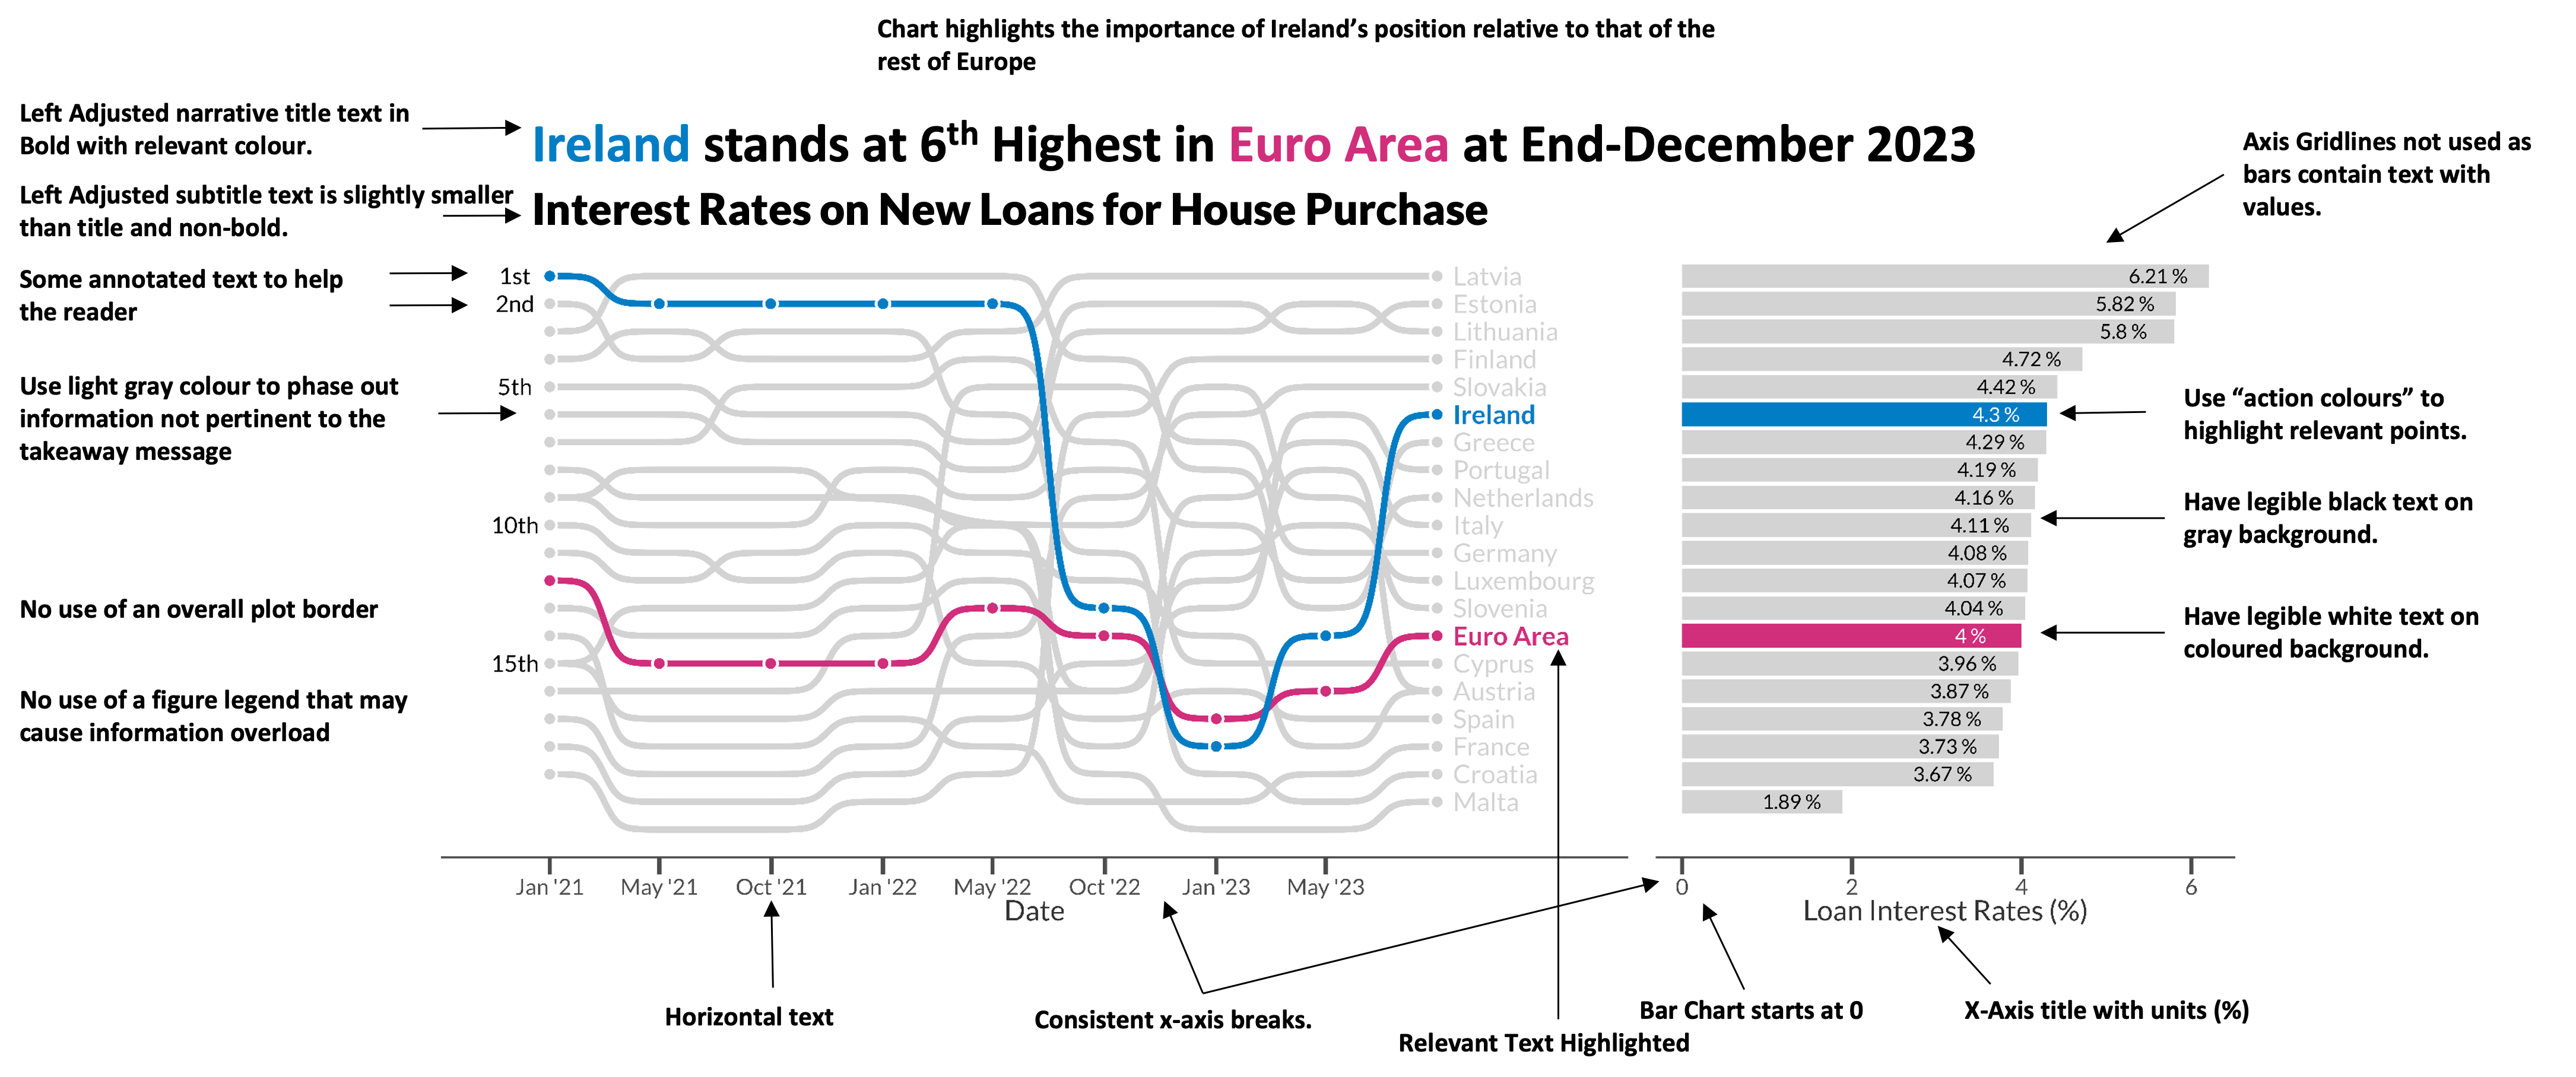 Chart highlights the importance of Ireland’s position relative to that of the
rest of Europe
Left Adjusted narrative title text in
Bold with relevant colour.
Ireland stands at 6th Highest in Euro Area at End-December 2023
Left Adjusted subtitle text is slightly smaller
than title and non-bold.
Interest Rates on New Loans for House Purchase
Axis Gridlines not used as
bars contain text with
values.
Some annotated text to help
the reader
Use light gray colour to phase out
information not pertinent to the
takeaway message
No use of an overall plot border
No use of a figure legend that may
cause information overload
1st
2nd
5th
10th
15th
Latvia
Estonia
Lithuania
Finland
Slovakia
Ireland
Greece
Portugal
Netherlands
Italy
Germany
Luxembourg
Slovenia
Euro Area
Cyprus
Austria
Spain
France
Croatia
Malta
6.21 %
5.82 %
5.8 %
4.72 %
4.42 %
4.3 %
4.29 %
4.19 %
4.16 %
4.11 %
4.08 %
4.07 %
4.04 %
4 %
3.96 %
3.87 %
3.78 %
3.73 %
3.67 %
1.89 %
Use “action colours” to
highlight relevant points.
Have legible black text on
gray background.
Have legible white text on
coloured background.
Jan '21 May '21 Oct '21 Jan '22 May '22 Oct '22 Jan '23 May '23
Date
0 2 4 6
Loan Interest Rates (%)
Horizontal text
Consistent x-axis breaks.
Relevant Text Highlighted
Bar Chart starts at 0
X-Axis title with units (%)